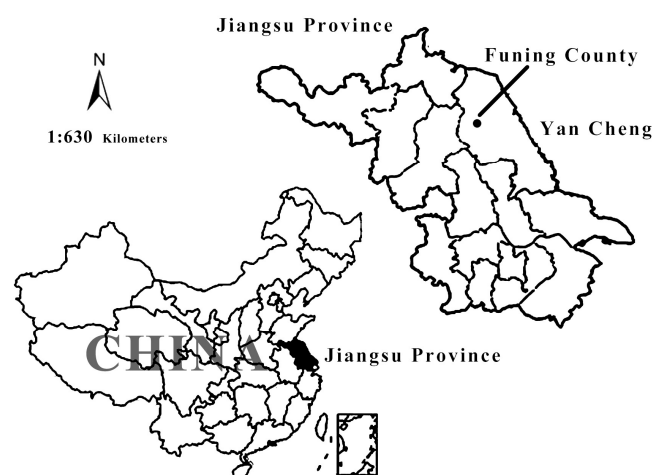 Jiangsu Province
Funing County
N
Yan Cheng
1:630 Kilometers
CHINA
Jiangsu Province